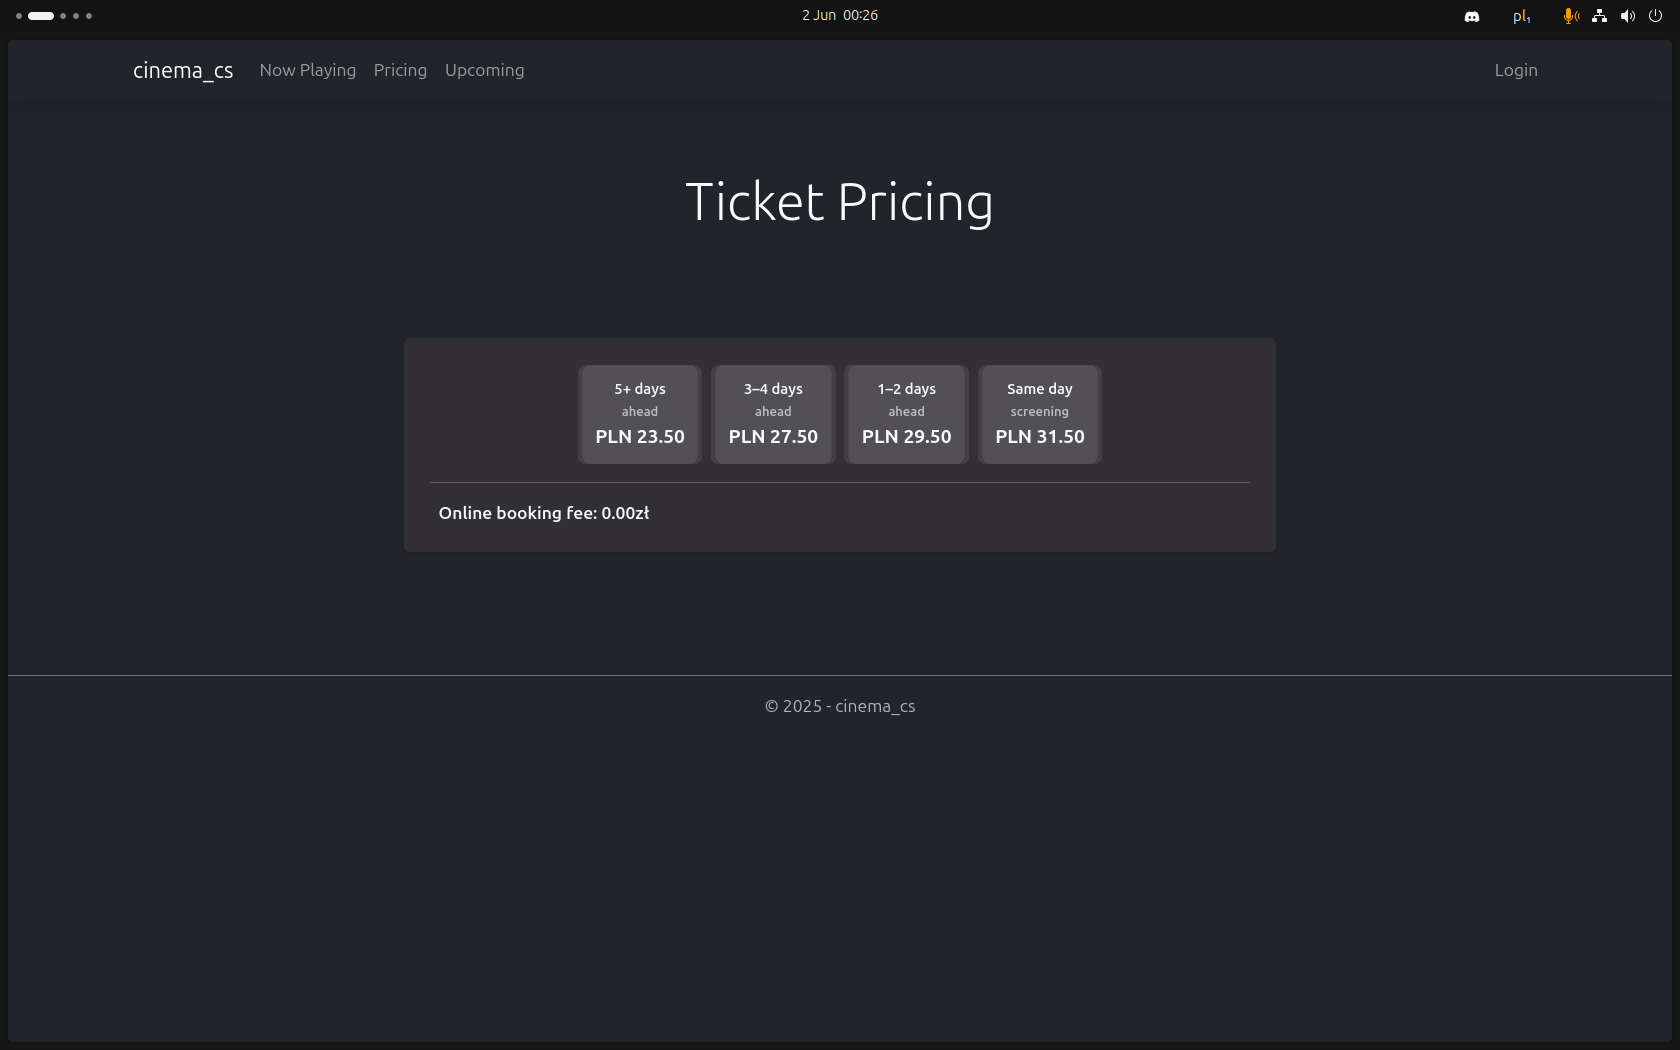 2 Jun 00:26
pl₁
cinema_cs Now Playing Pricing Upcoming Login
Ticket Pricing
5+ days
ahead
PLN 23.50
3–4 days
ahead
PLN 27.50
1–2 days
ahead
PLN 29.50
Same day
screening
PLN 31.50
Online booking fee: 0.00zł
© 2025 - cinema_cs